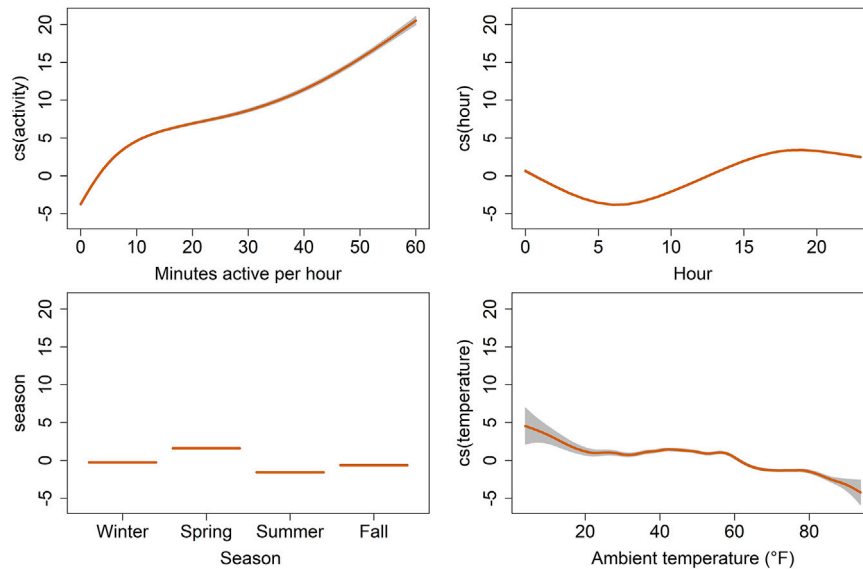 20
15
10
5
0
-5
cs(activity)
0 10 20 30 40 50 60
Minutes active per hour
20
15
10
5
0
-5
cs(hour)
0 5 10 15 20
Hour
20
15
10
5
0
-5
season
Winter Spring Summer Fall
Season
20
15
10
5
0
-5
cs(temperature)
20 40 60 80
Ambient temperature (°F)